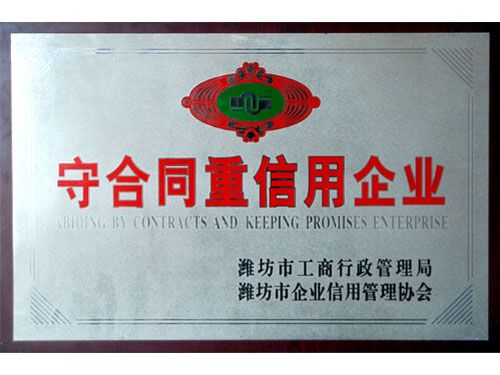 守合同重信用企业
ABIDING BY CONTRACTS AND KEEPING PROMISES ENTERPRISE
潍坊市工商行政管理局
潍坊市企业信用管理协会